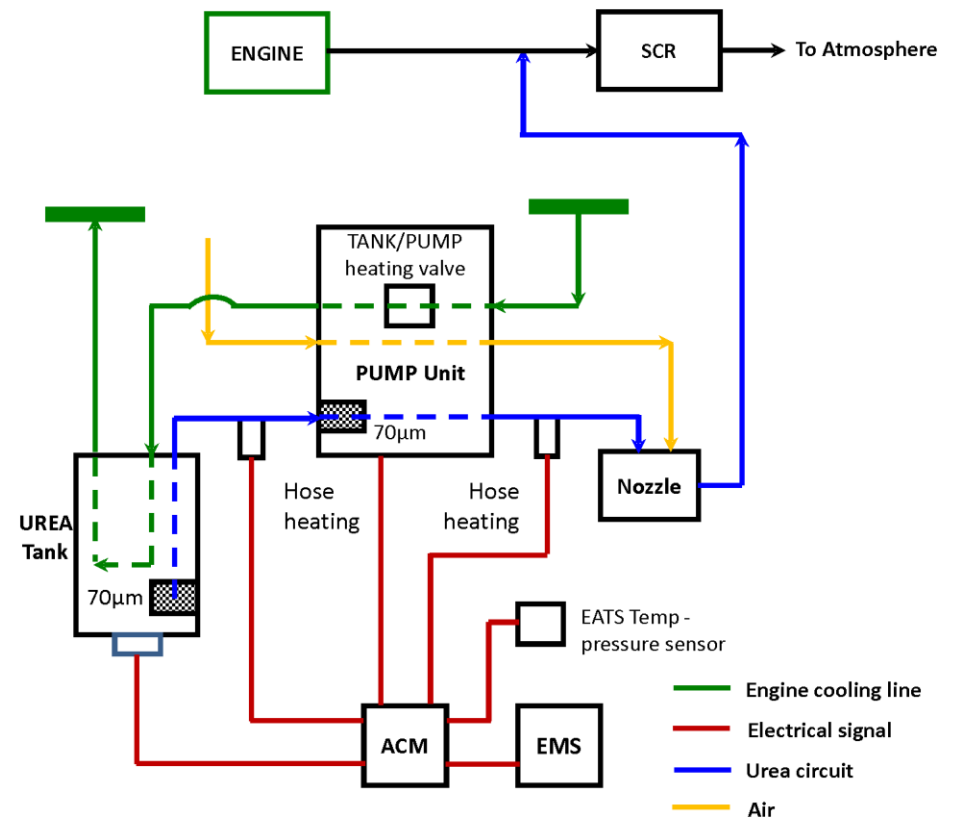 ENGINE
SCR
To Atmosphere
TANK/PUMP
heating valve
PUMP Unit
70µm
Hose
heating
Hose
heating
Nozzle
UREA
Tank
70µm
EATS Temp -
pressure sensor
ACM
EMS
Engine cooling line
Electrical signal
Urea circuit
Air